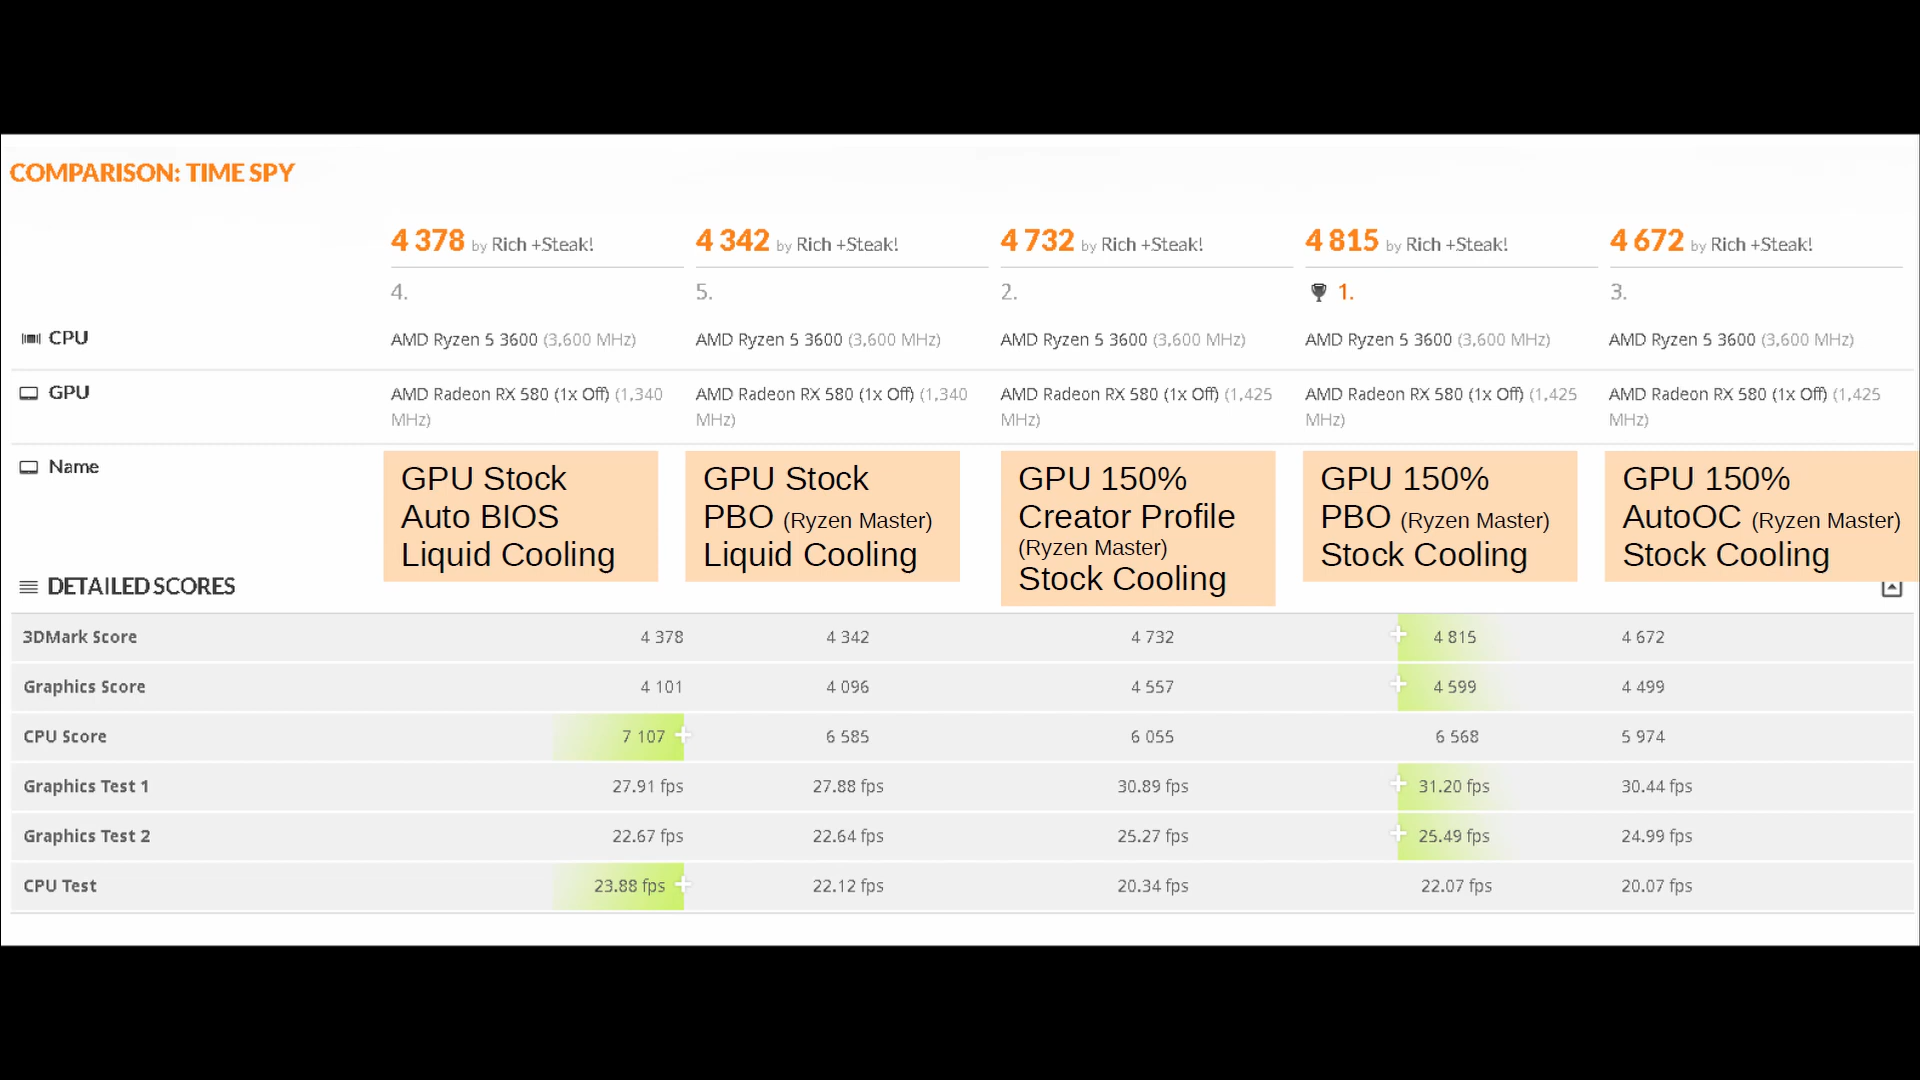 COMPARISON: TIME SPY
4 378 by Rich +Steak! 4 342 by Rich +Steak! 4 732 by Rich +Steak! 4 815 by Rich +Steak! 4 672 by Rich +Steak!
4. 5. 2. 1. 3.
CPU AMD Ryzen 5 3600 (3,600 MHz) AMD Ryzen 5 3600 (3,600 MHz) AMD Ryzen 5 3600 (3,600 MHz) AMD Ryzen 5 3600 (3,600 MHz) AMD Ryzen 5 3600 (3,600 MHz)
GPU AMD Radeon RX 580 (1x Off) (1,340 AMD Radeon RX 580 (1x Off) (1,340 AMD Radeon RX 580 (1x Off) (1,425 AMD Radeon RX 580 (1x Off) (1,425 AMD Radeon RX 580 (1x Off) (1,425
MHz) MHz) MHz) MHz) MHz)
Name
GPU Stock
Auto BIOS
Liquid Cooling
GPU Stock
PBO (Ryzen Master)
Liquid Cooling
GPU 150%
Creator Profile
(Ryzen Master)
Stock Cooling
GPU 150%
PBO (Ryzen Master)
Stock Cooling
GPU 150%
AutoOC (Ryzen Master)
Stock Cooling
DETAILED SCORES
3DMark Score 4 378 4 342 4 732 4 815 4 672
Graphics Score 4 101 4 096 4 557 4 599 4 499
CPU Score 7 107 6 585 6 055 6 568 5 974
Graphics Test 1 27.91 fps 27.88 fps 30.89 fps 31.20 fps 30.44 fps
Graphics Test 2 22.67 fps 22.64 fps 25.27 fps 25.49 fps 24.99 fps
CPU Test 23.88 fps 22.12 fps 20.34 fps 22.07 fps 20.07 fps